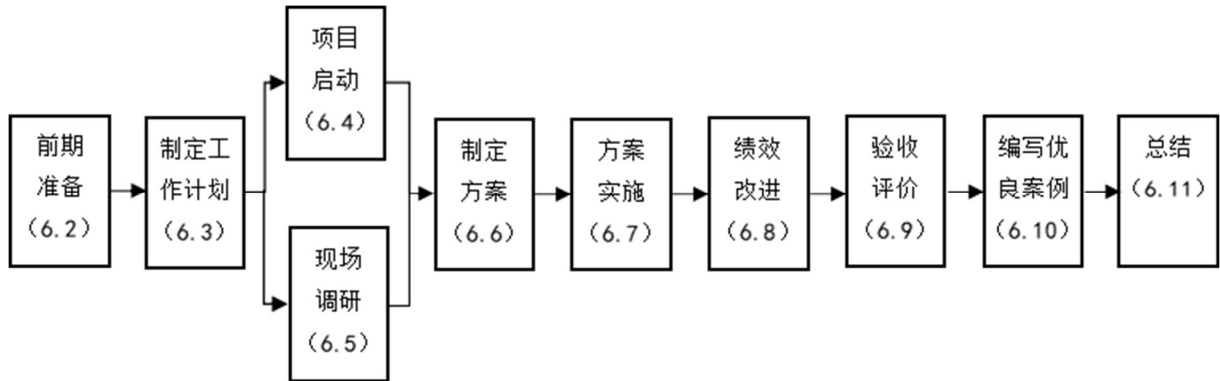 前期
准备
（6.2）
制定工
作计划
（6.3）
项目
启动
（6.4）
现场
调研
（6.5）
制定
方案
（6.6）
方案
实施
（6.7）
绩效
改进
（6.8）
验收
评价
（6.9）
编写优
良案例
（6.10）
总结
（6.11）